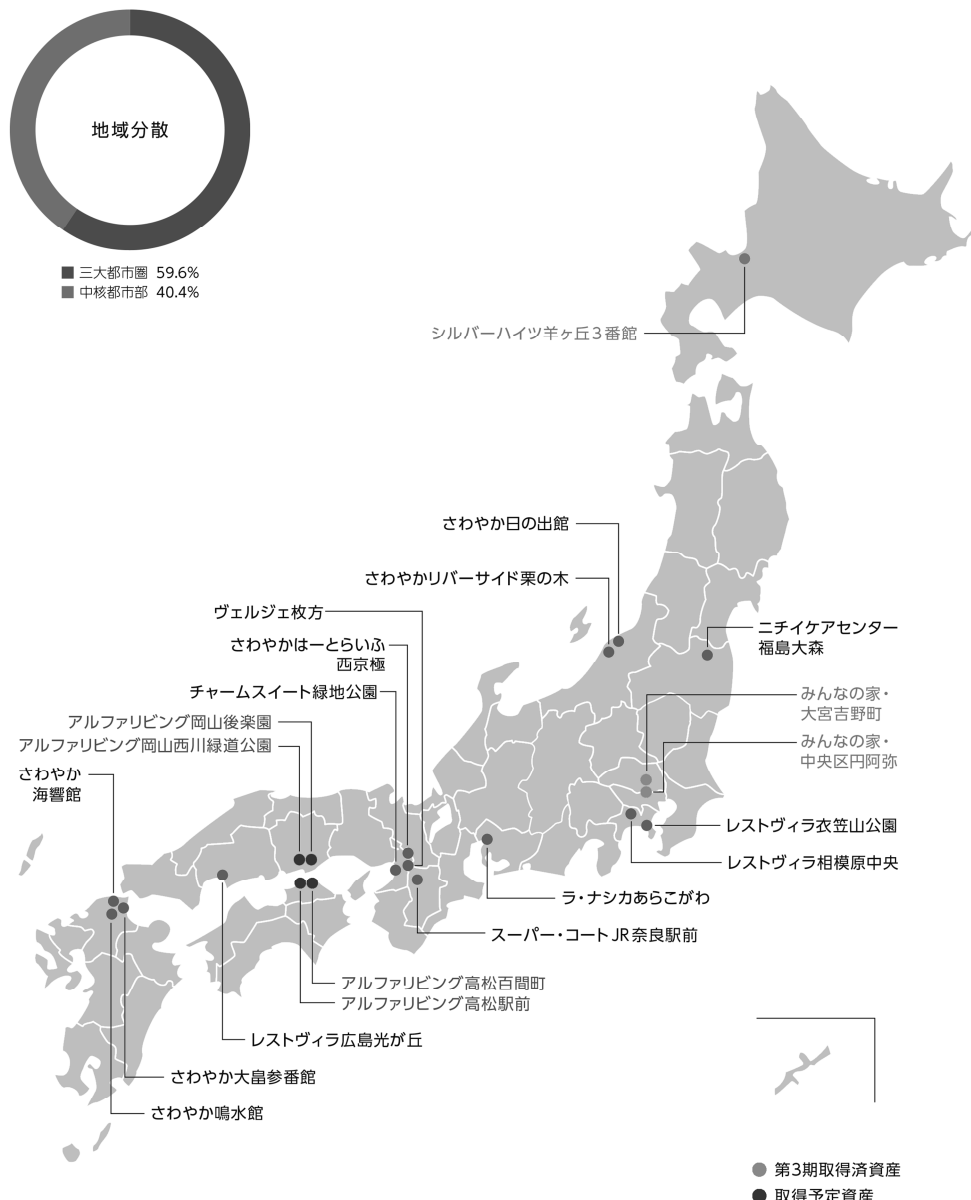 地域分散
三大都市圏 59.6%
中核都市部 40.4%
シルバーハイツ羊ヶ丘3番館
さわやか日の出館
さわやかリバーサイド栗の木
ヴェルジェ枚方
さわやかはーとらいふ
西京極
チャームスイート緑地公園
アルファリビング岡山後楽園
アルファリビング岡山西川緑道公園
さわやか
海響館
ニチイケアセンター
福島大森
みんなの家・
大宮吉野町
みんなの家・
中央区円阿弥
レストヴィラ衣笠山公園
レストヴィラ相模原中央
ラ・ナシカあらこがわ
スーパー・コートJR奈良駅前
アルファリビング高松百間町
アルファリビング高松駅前
レストヴィラ広島光が丘
さわやか大畠参番館
さわやか鳴水館
第3期取得済資産
取得予定資産